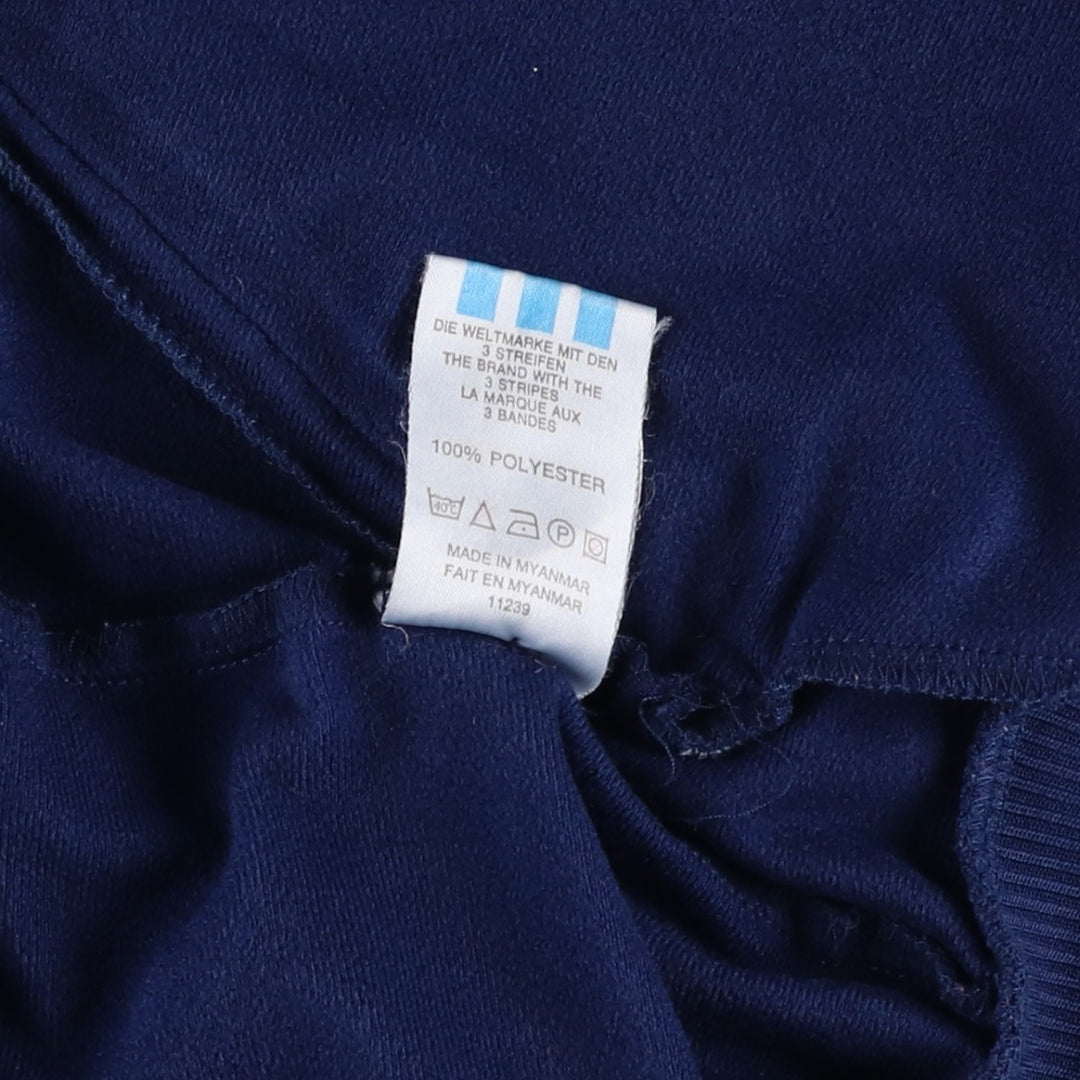 DIE WELTMARKE MIT DEN
3 STREIFEN
THE BRAND WITH THE
3 STRIPES
LA MARQUE AUX
3 BANDES
100% POLYESTER
40°C P
MADE IN MYANMAR
FAIT EN MYANMAR
11239